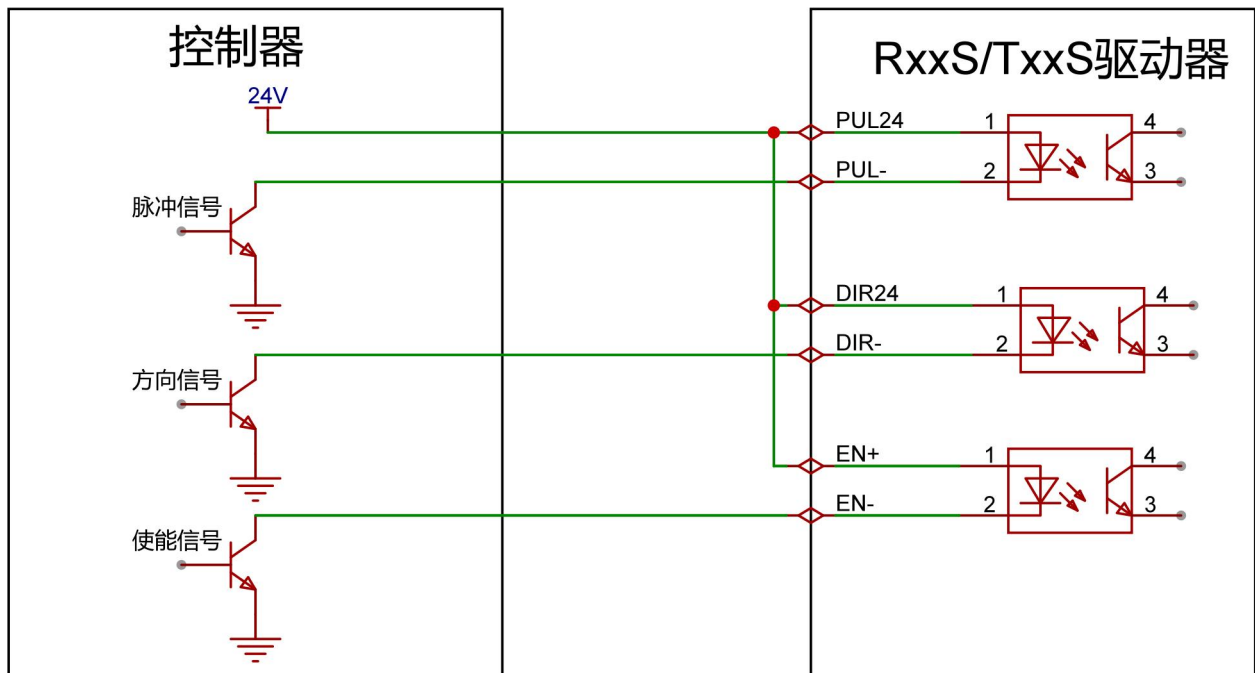 控制器
RxxS/TxxS驱动器
24V
PUL24
1
4
PUL-
2
3
脉冲信号
DIR24
1
4
DIR-
2
3
方向信号
EN+
1
4
EN-
2
3
使能信号